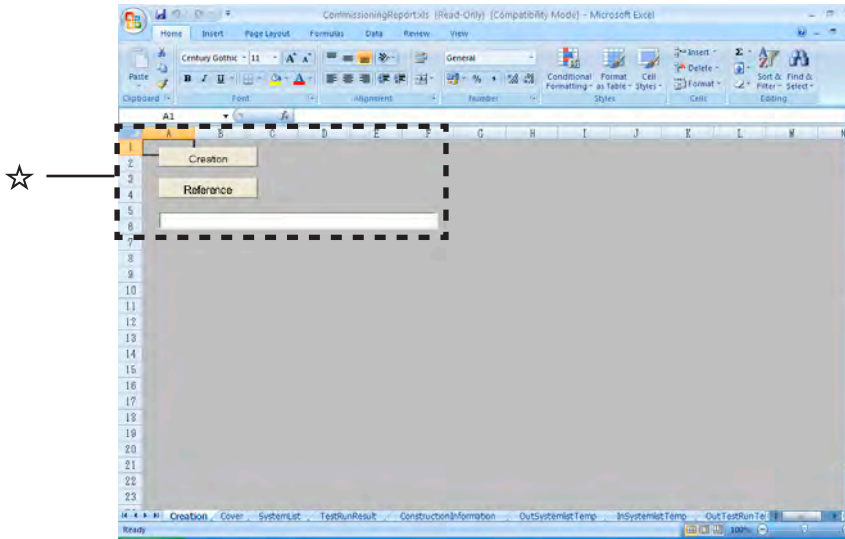 CommissioningReport.xls [Read-Only] [Compatibility Mode] - Microsoft Excel
Home Insert Page Layout Formulas Data Review View
Century Gothic 11 A A General Insert Σ
Paste B I U A % , Conditional Formatting Format as Table Cell Styles Delete Format Sort & Filter Find & Select
Clipboard Font Alignment Number Styles Cells Editing
A1 fx
A B C D E F G H I J K L M N
1
2 Creation
3
4 Reference
5
6
7
8
9
10
11
12
13
14
15
16
17
18
19
20
21
22
23
Creation Cover SystemList TestRunResult ConstructionInformation OutSystemlistTemp InSystemlistTemp OutTestRunTe
Ready 100%